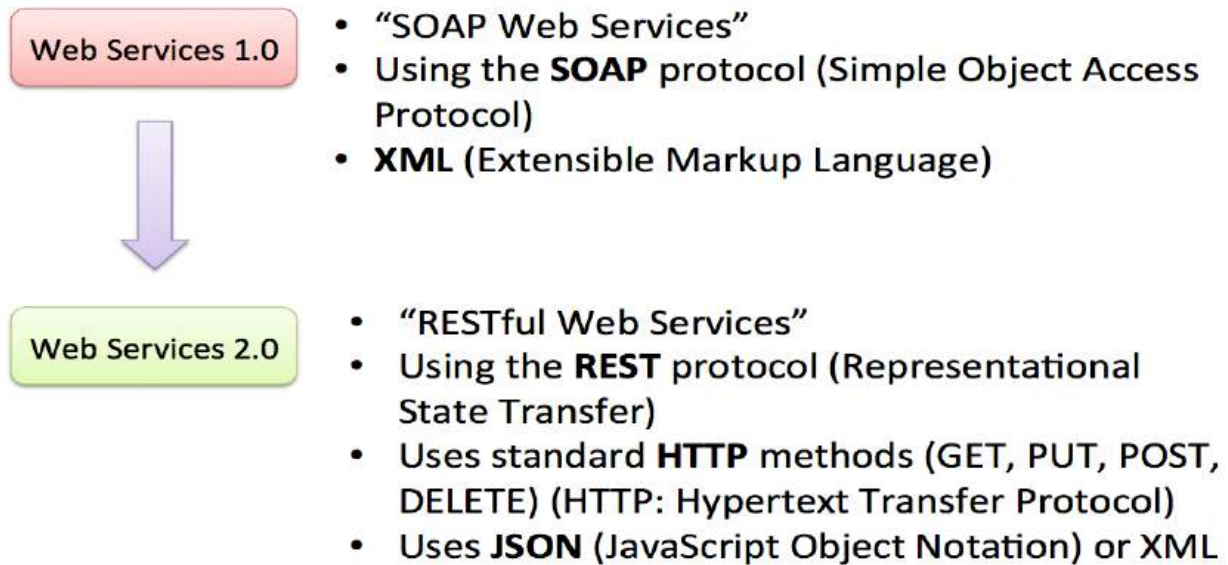 Web Services 1.0
• “SOAP Web Services”
• Using the SOAP protocol (Simple Object Access
Protocol)
• XML (Extensible Markup Language)
Web Services 2.0
• “RESTful Web Services”
• Using the REST protocol (Representational
State Transfer)
• Uses standard HTTP methods (GET, PUT, POST,
DELETE) (HTTP: Hypertext Transfer Protocol)
• Uses JSON (JavaScript Object Notation) or XML